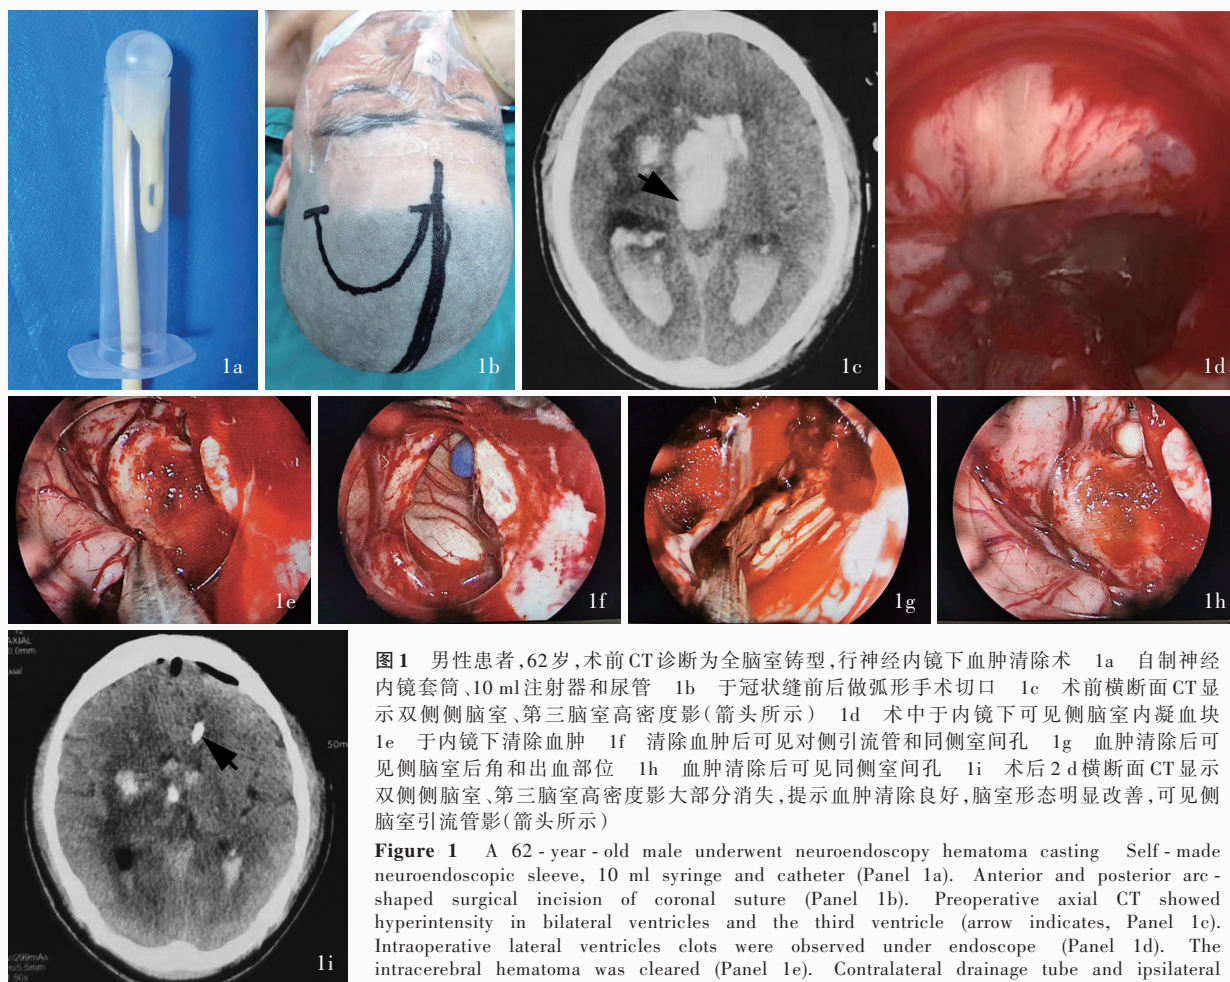 1a
1b
1c
1d
1e
1f
1g
1h
AXIAL
0.0mm
axial
50m
/299mAs
/5.5mm
.50s
1i
图1 男性患者,62岁,术前CT诊断为全脑室铸型,行神经内镜下血肿清除术 1a 自制神经
内镜套筒、10 ml注射器和尿管 1b 于冠状缝前后做弧形手术切口 1c 术前横断面CT显
示双侧侧脑室、第三脑室高密度影(箭头所示) 1d 术中于内镜下可见侧脑室内凝血块
1e 于内镜下清除血肿 1f 清除血肿后可见对侧引流管和同侧室间孔 1g 血肿清除后可
见侧脑室后角和出血部位 1h 血肿清除后可见同侧室间孔 1i 术后2 d横断面CT显示
双侧侧脑室、第三脑室高密度影大部分消失,提示血肿清除良好,脑室形态明显改善,可见侧
脑室引流管影(箭头所示)
Figure 1 A 62-year-old male underwent neuroendoscopy hematoma casting Self-made
neuroendoscopic sleeve, 10 ml syringe and catheter (Panel 1a). Anterior and posterior arc-
shaped surgical incision of coronal suture (Panel 1b). Preoperative axial CT showed
hyperintensity in bilateral ventricles and the third ventricle (arrow indicates, Panel 1c).
Intraoperative lateral ventricles clots were observed under endoscope (Panel 1d). The
intracerebral hematoma was cleared (Panel 1e). Contralateral drainage tube and ipsilateral